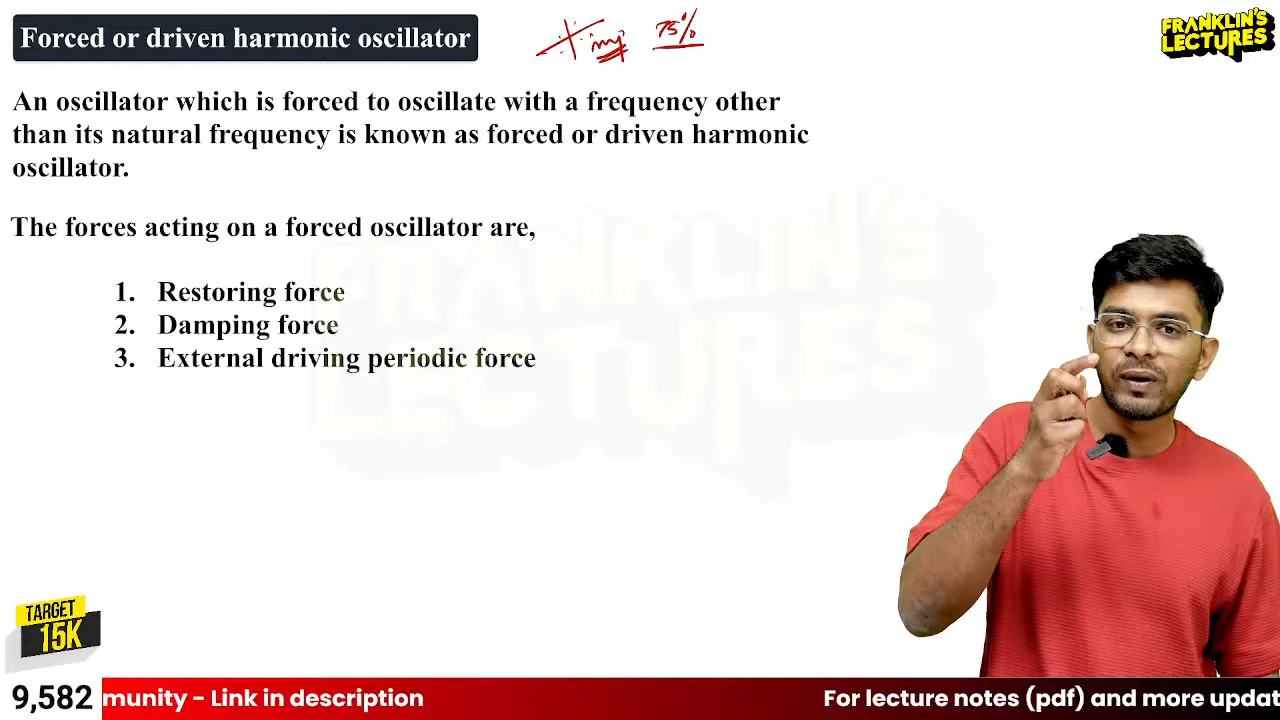 Forced or driven harmonic oscillator
imp 75%
FRANKLIN'S
LECTURES
An oscillator which is forced to oscillate with a frequency other
than its natural frequency is known as forced or driven harmonic
oscillator.
The forces acting on a forced oscillator are,
1. Restoring force
2. Damping force
3. External driving periodic force
FRANKLIN'S
LECTURES
TARGET
15K
9,582 munity - Link in description For lecture notes (pdf) and more updat